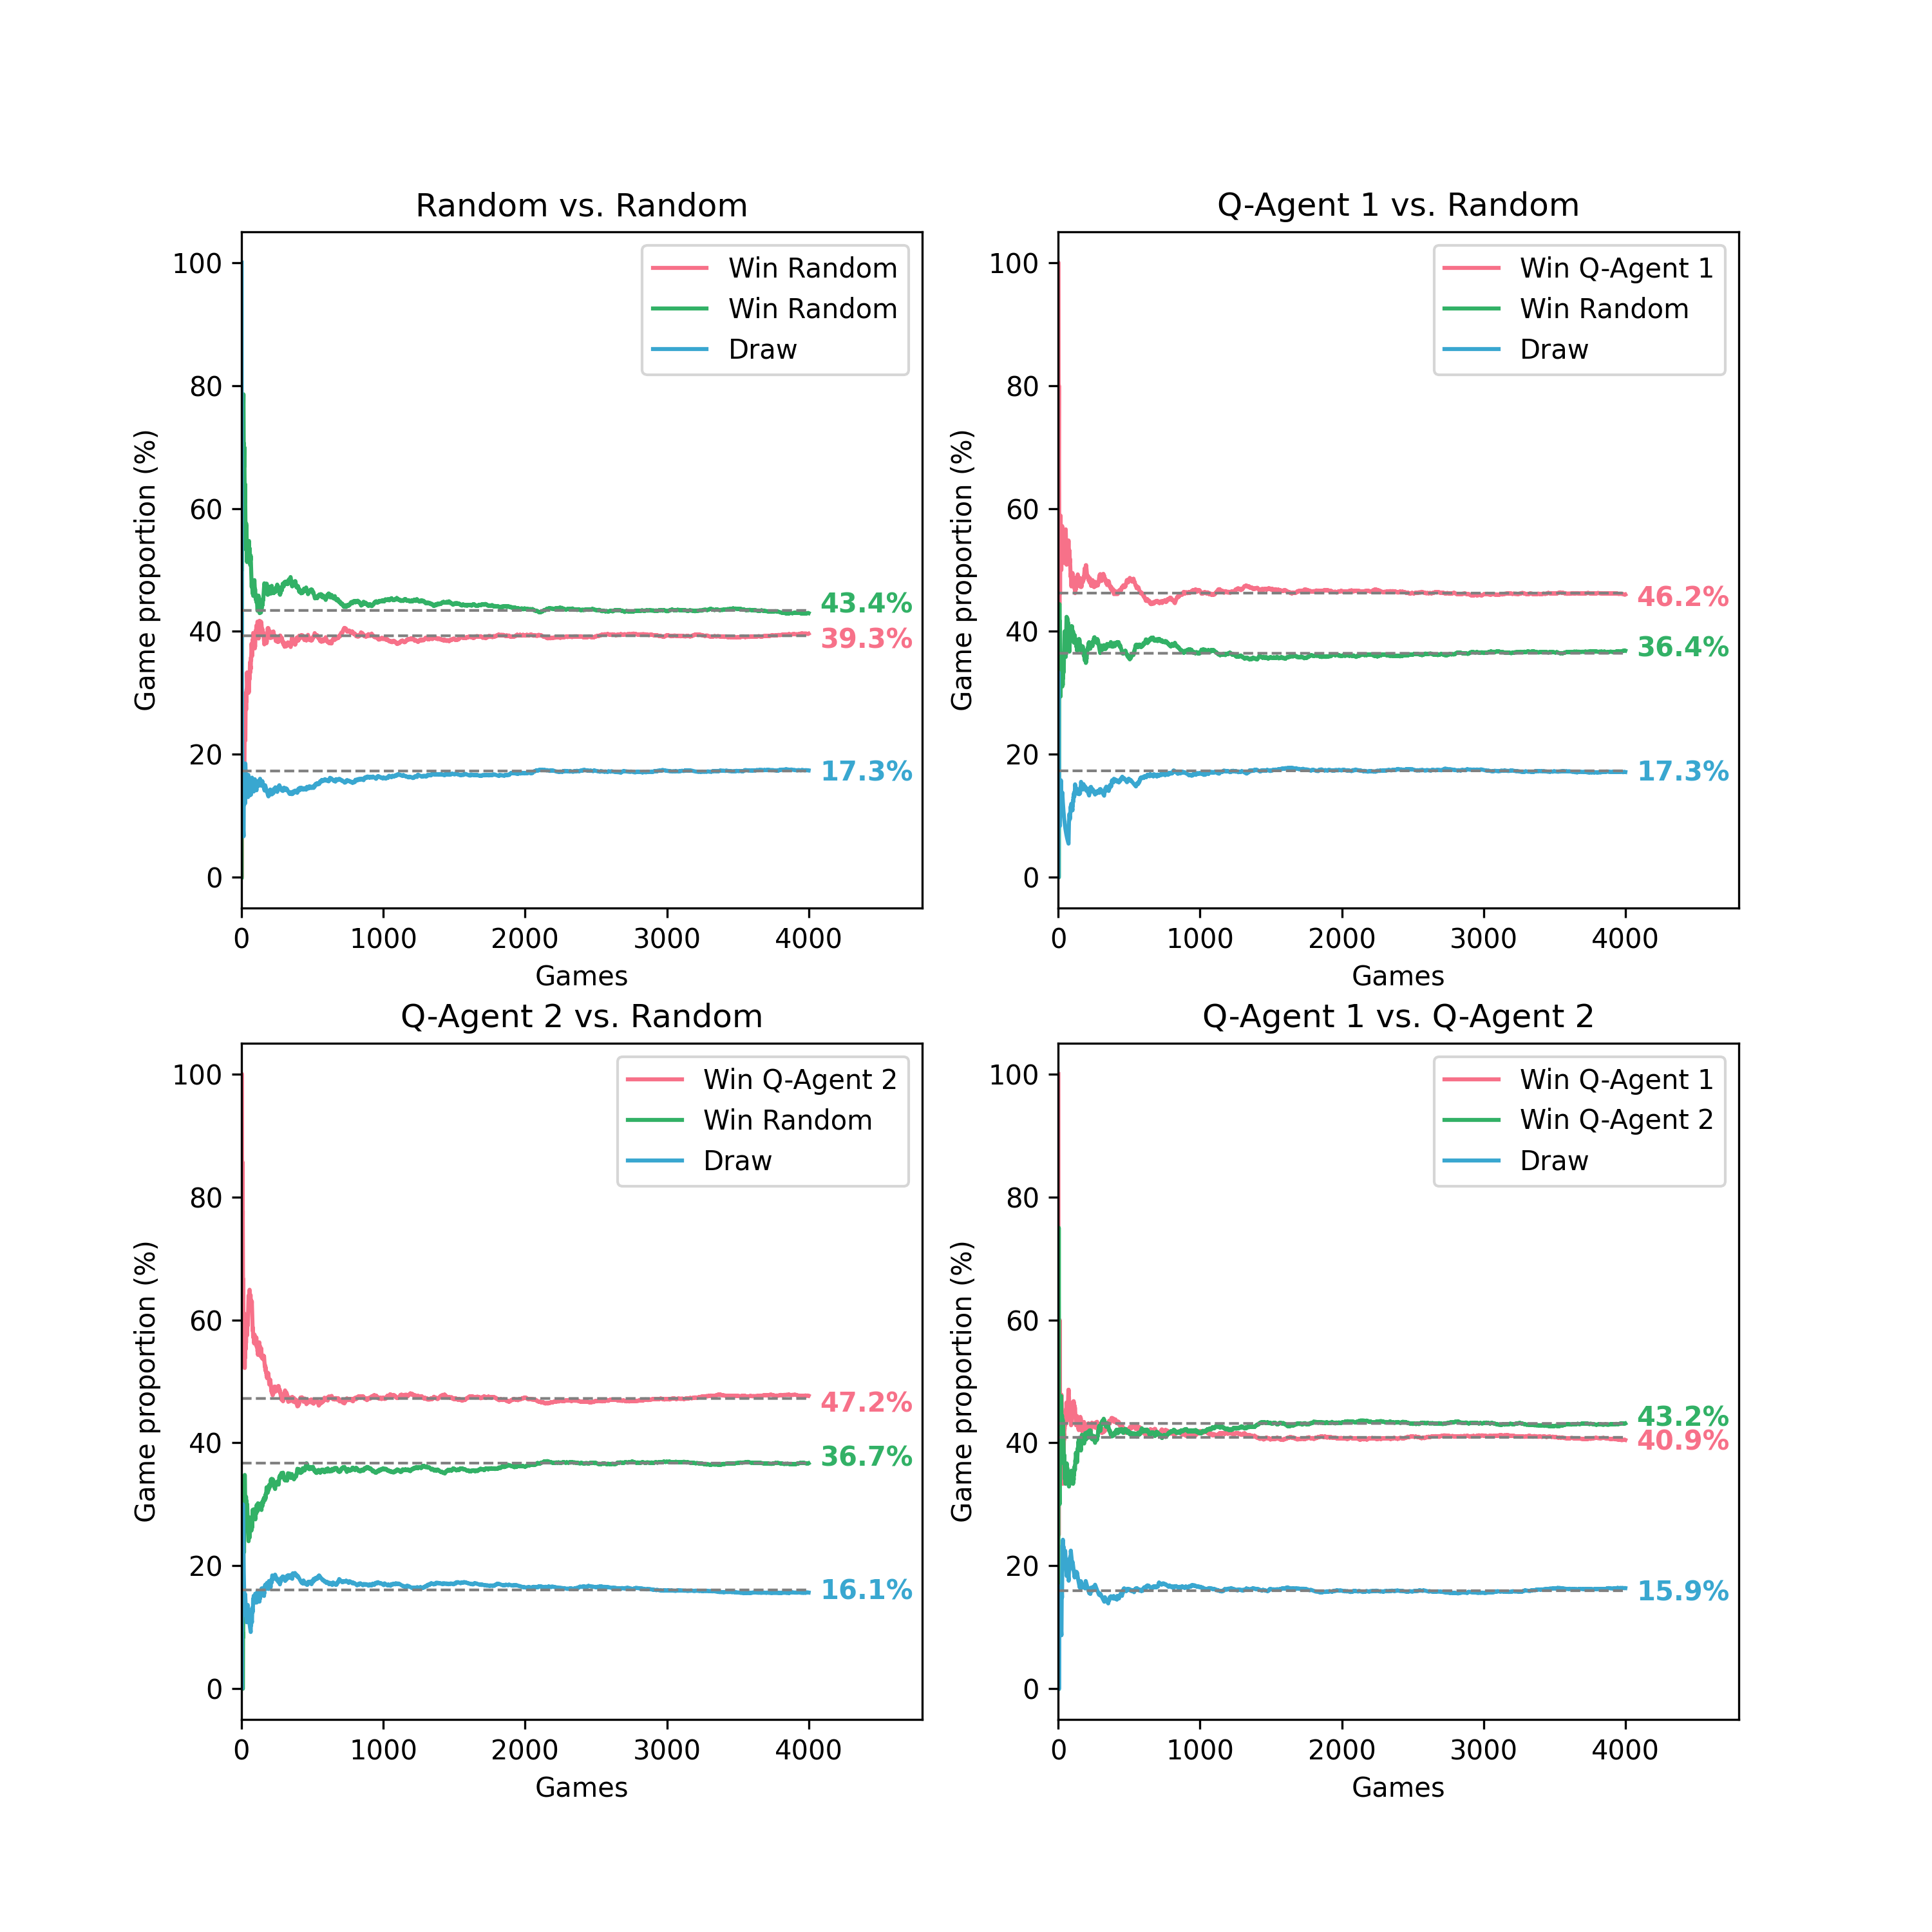 Random vs. Random
Game proportion (%)
100
80
60
40
20
0
Win Random
Win Random
Draw
43.4%
39.3%
17.3%
0 1000 2000 3000 4000
Games
Q-Agent 1 vs. Random
Game proportion (%)
100
80
60
40
20
0
Win Q-Agent 1
Win Random
Draw
46.2%
36.4%
17.3%
0 1000 2000 3000 4000
Games
Q-Agent 2 vs. Random
Game proportion (%)
100
80
60
40
20
0
Win Q-Agent 2
Win Random
Draw
47.2%
36.7%
16.1%
0 1000 2000 3000 4000
Games
Q-Agent 1 vs. Q-Agent 2
Game proportion (%)
100
80
60
40
20
0
Win Q-Agent 1
Win Q-Agent 2
Draw
43.2%
40.9%
15.9%
0 1000 2000 3000 4000
Games